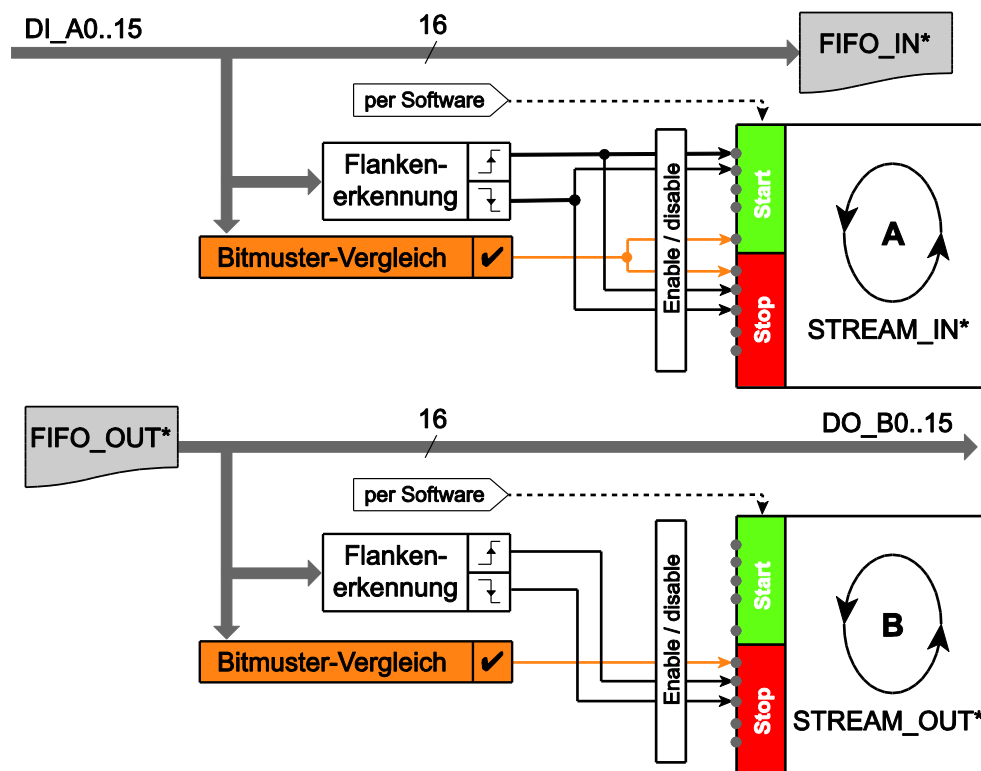 DI_A0..15
16
FIFO_IN*
per Software
Flanken-
erkennung
Bitmuster-Vergleich ✔
Enable / disable
Start
Stop
A
STREAM_IN*
FIFO_OUT*
16
DO_B0..15
per Software
Flanken-
erkennung
Bitmuster-Vergleich ✔
Enable / disable
Start
Stop
B
STREAM_OUT*